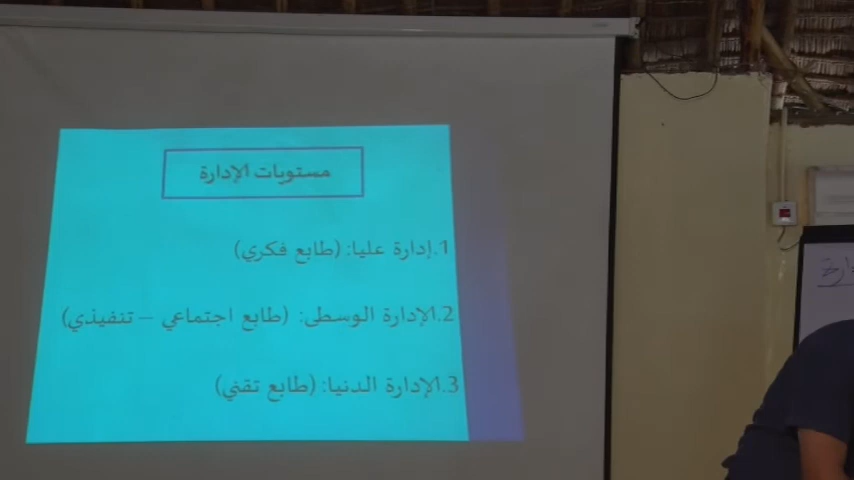 مستويات الإدارة
1.إدارة عليا: (طابع فكري)
2.الإدارة الوسطى: (طابع اجتماعي – تنفيذي)
3.الإدارة الدنيا: (طابع تقني)